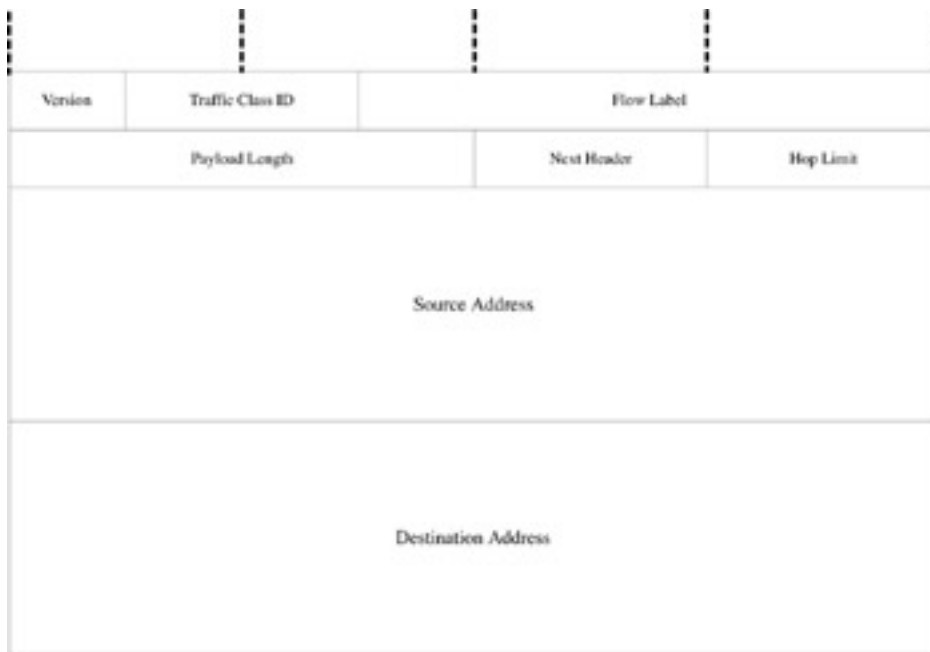 Version Traffic Class ID Flow Label
Payload Length Next Header Hop Limit
Source Address
Destination Address